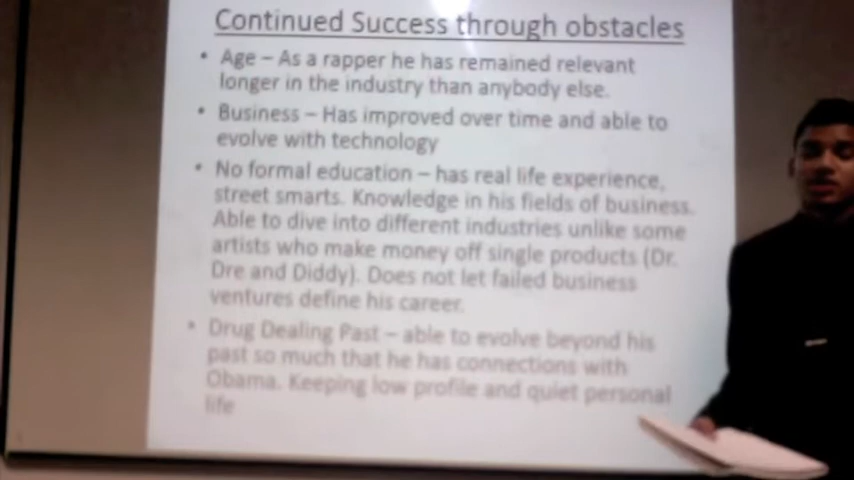 Continued Success through obstacles
• Age – As a rapper he has remained relevant
longer in the industry than anybody else.
• Business – Has improved over time and able to
evolve with technology
• No formal education – has real life experience,
street smarts. Knowledge in his fields of business.
Able to dive into different industries unlike some
artists who make money off single products (Dr.
Dre and Diddy). Does not let failed business
ventures define his career.
• Drug Dealing Past – able to evolve beyond his
past so much that he has connections with
Obama. Keeping low profile and quiet personal
life